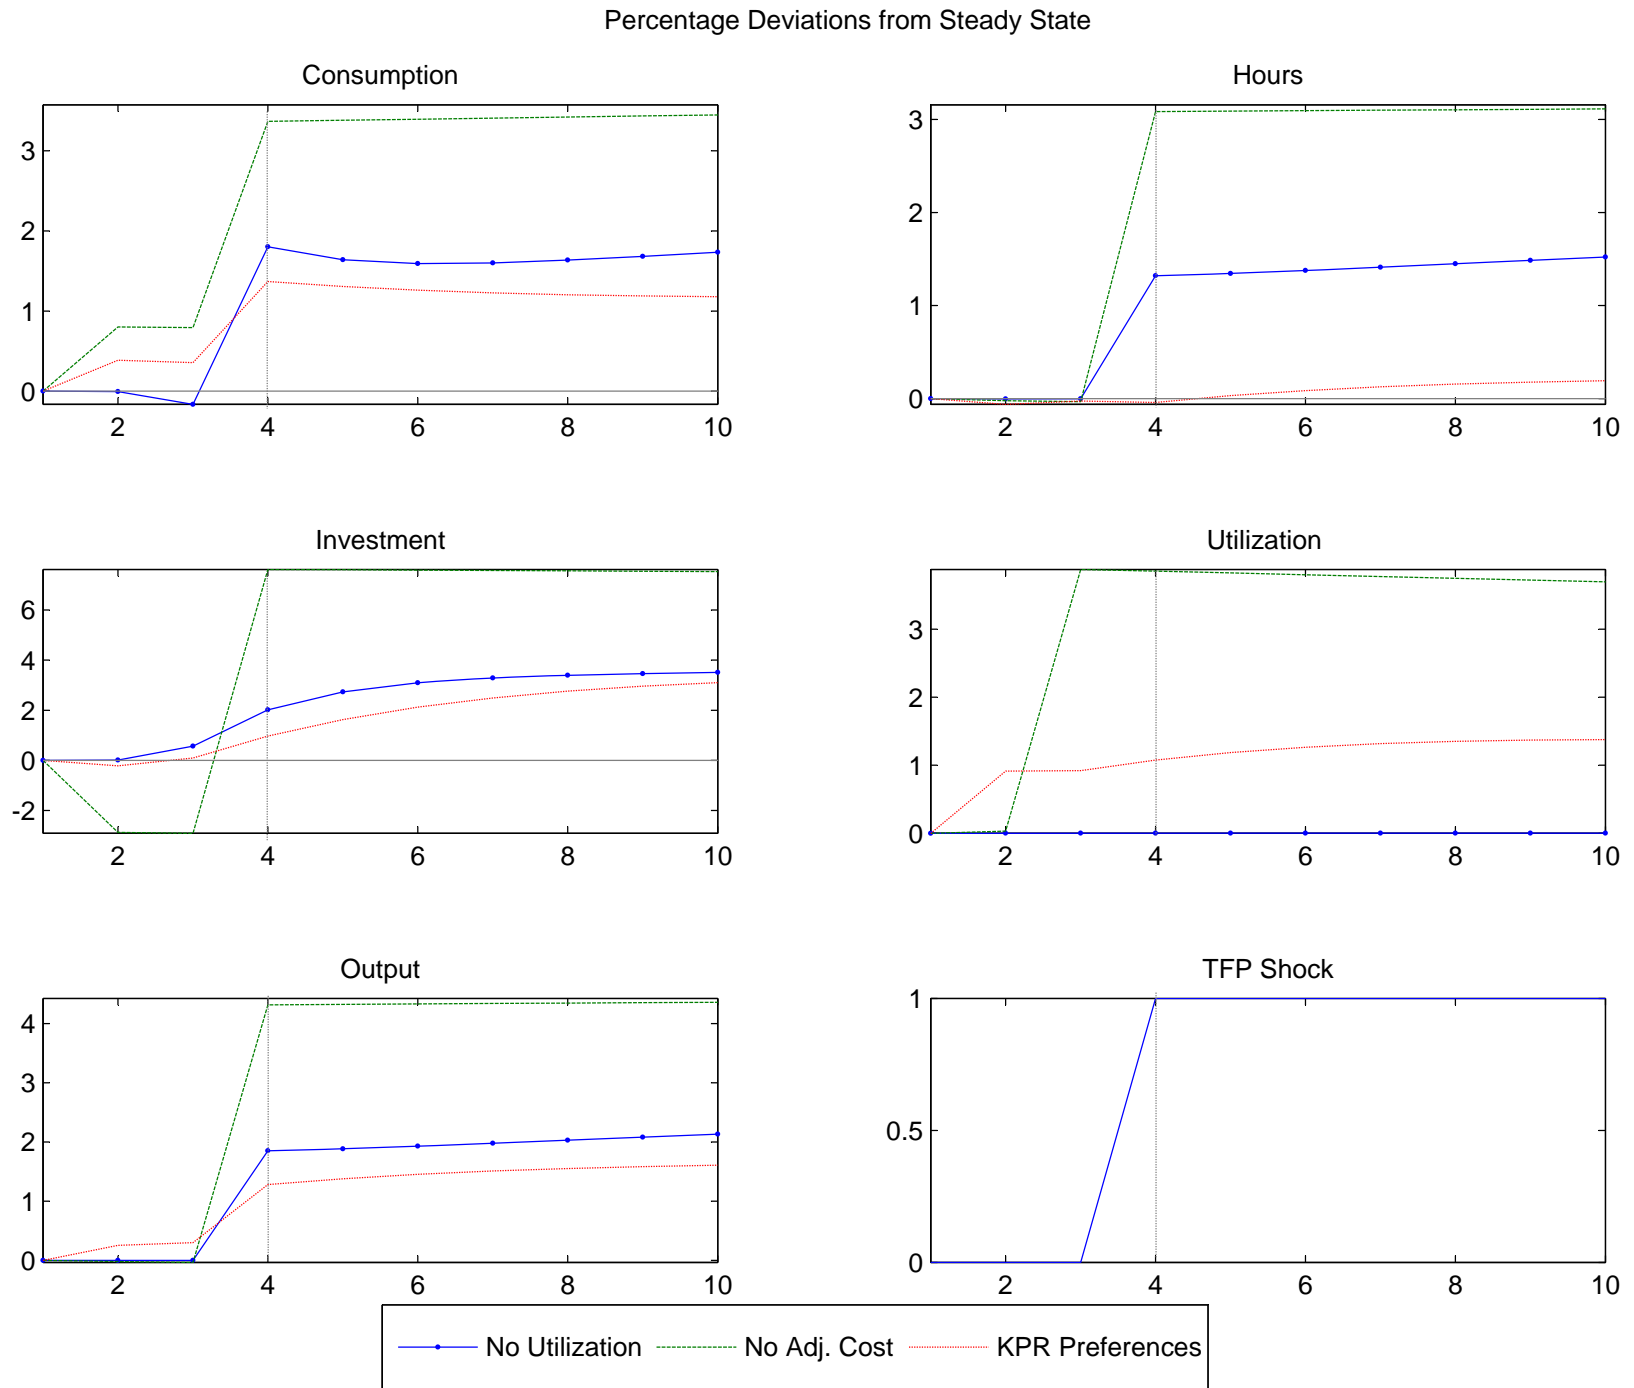 Percentage Deviations from Steady State
Consumption
3
2
1
0
2 4 6 8 10
Hours
3
2
1
0
2 4 6 8 10
Investment
6
4
2
0
-2
2 4 6 8 10
Utilization
3
2
1
0
2 4 6 8 10
Output
4
3
2
1
0
2 4 6 8 10
TFP Shock
1
0.5
0
2 4 6 8 10
No Utilization No Adj. Cost KPR Preferences